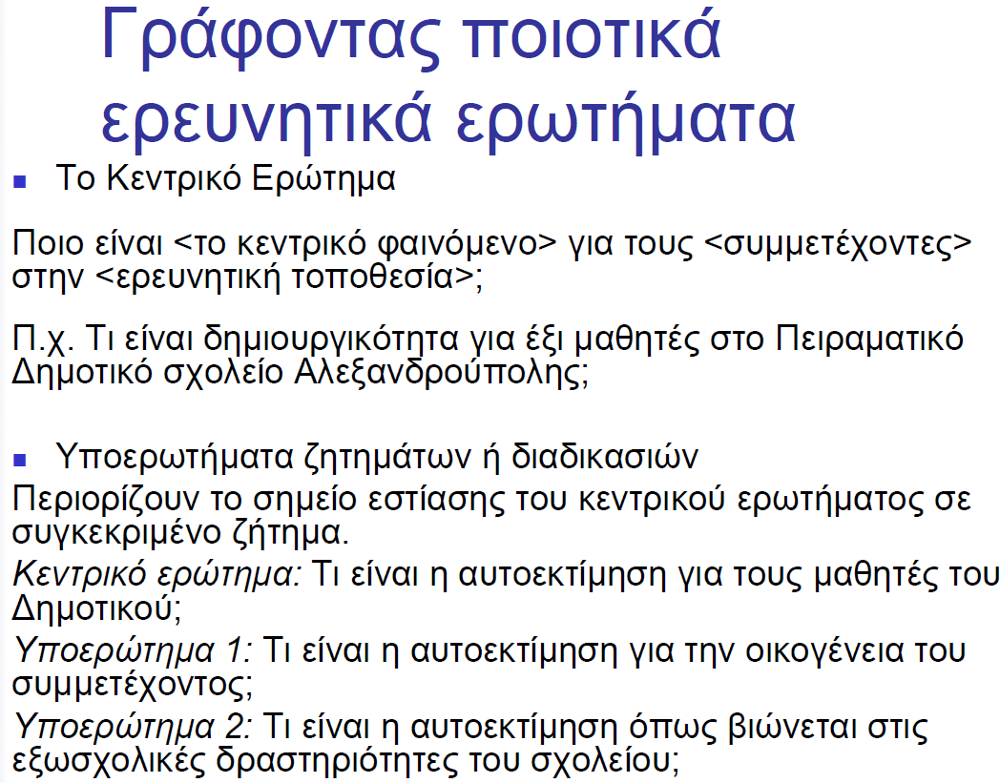 Γράφοντας ποιοτικά
ερευνητικά ερωτήματα
▪ Το Κεντρικό Ερώτημα
Ποιο είναι <το κεντρικό φαινόμενο> για τους <συμμετέχοντες>
στην <ερευνητική τοποθεσία>;
Π.χ. Τι είναι δημιουργικότητα για έξι μαθητές στο Πειραματικό
Δημοτικό σχολείο Αλεξανδρούπολης;
▪ Υποερωτήματα ζητημάτων ή διαδικασιών
Περιορίζουν το σημείο εστίασης του κεντρικού ερωτήματος σε
συγκεκριμένο ζήτημα.
Κεντρικό ερώτημα: Τι είναι η αυτοεκτίμηση για τους μαθητές του
Δημοτικού;
Υποερώτημα 1: Τι είναι η αυτοεκτίμηση για την οικογένεια του
συμμετέχοντος;
Υποερώτημα 2: Τι είναι η αυτοεκτίμηση όπως βιώνεται στις
εξωσχολικές δραστηριότητες του σχολείου;